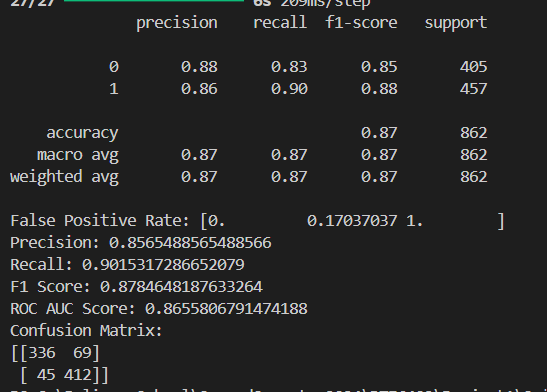 27/27 6s 209ms/step
precision recall f1-score support
0 0.88 0.83 0.85 405
1 0.86 0.90 0.88 457
accuracy 0.87 862
macro avg 0.87 0.87 0.87 862
weighted avg 0.87 0.87 0.87 862
False Positive Rate: [0. 0.17037037 1. ]
Precision: 0.8565488565488566
Recall: 0.9015317286652079
F1 Score: 0.8784648187633264
ROC AUC Score: 0.8655806791474188
Confusion Matrix:
[[336 69]
[ 45 412]]